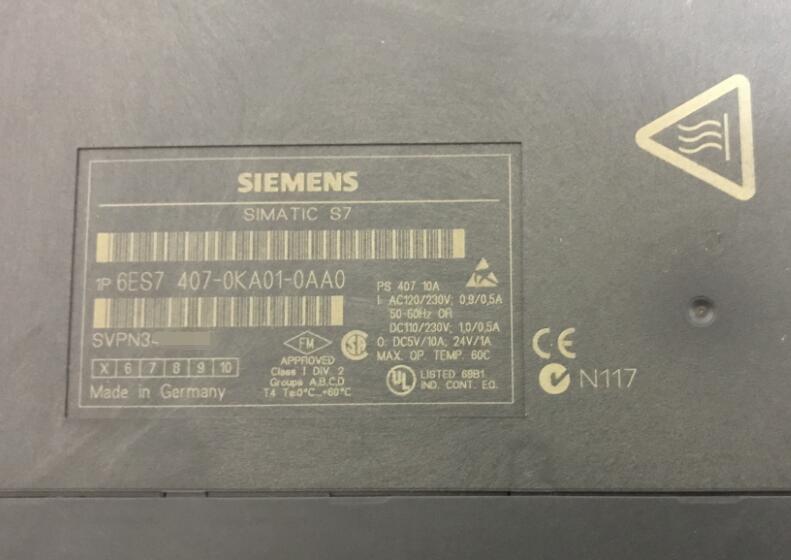 SIEMENS
SIMATIC S7
1P 6ES7 407-0KA01-0AA0
SVPN3
X 6 7 8 9 10
Made in Germany
FM
APPROVED
Class I DIV. 2
Groups A,B,C,D
T4 Ta:0°C...+60°C
PS 407 10A
I: AC120/230V; 0,9/0,5A
50-60Hz OR
DC110/230V; 1,0/0,5A
O: DC5V/10A; 24V/1A
MAX. OP. TEMP. 60C
UL
LISTED 69B1
IND. CONT. EQ.
CE
N117